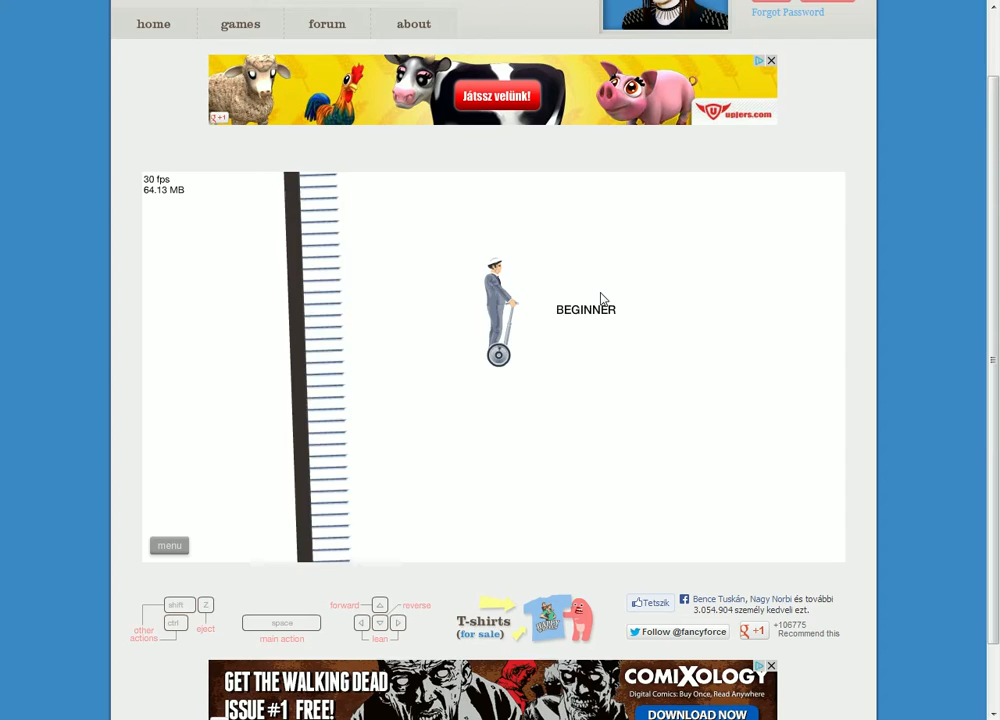 home games forum about
Forgot Password
Játssz velünk!
g +1
upjers.com
30 fps
64.13 MB
BEGINNER
menu
shift Z
ctrl
other actions
eject
space
main action
forward
reverse
lean
T-shirts
(for sale)
Tetszik
Bence Tuskán, Nagy Norbi és további
3.054.904 személy kedveli ezt.
Follow @fancyforce
g +1
+106775
Recommend this
GET THE WALKING DEAD
ISSUE #1 FREE!
COMIXOLOGY
Digital Comics: Buy Once, Read Anywhere
DOWNLOAD NOW